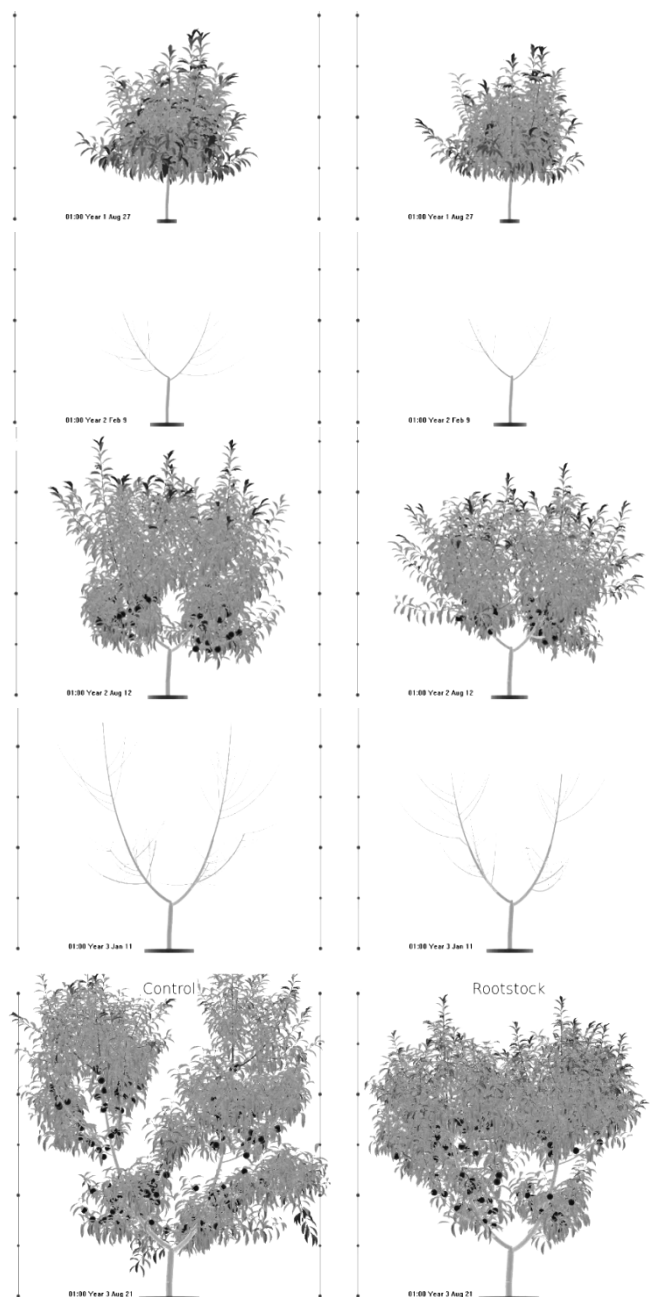 01:00 Year 1 Aug 27
01:00 Year 1 Aug 27
01:00 Year 2 Feb 9
01:00 Year 2 Feb 9
01:00 Year 2 Aug 12
01:00 Year 2 Aug 12
01:00 Year 3 Jan 11
01:00 Year 3 Jan 11
Control
Rootstock
01:00 Year 3 Aug 21
01:00 Year 3 Aug 21